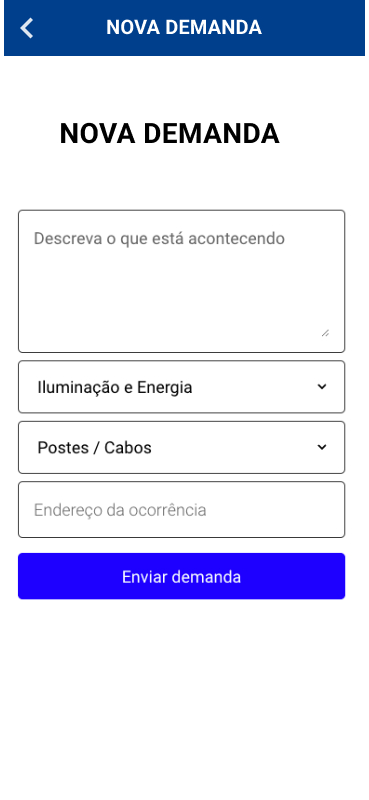 NOVA DEMANDA
NOVA DEMANDA
Descreva o que está acontecendo
Iluminação e Energia
Postes / Cabos
Endereço da ocorrência
Enviar demanda